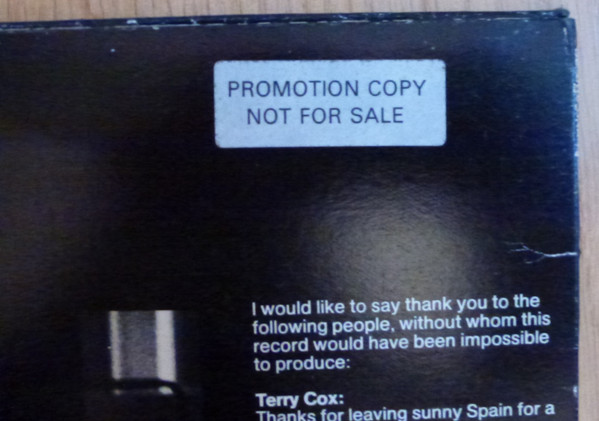 PROMOTION COPY
NOT FOR SALE
I would like to say thank you to the
following people, without whom this
record would have been impossible
to produce:
Terry Cox:
Thanks for leaving sunny Spain for a